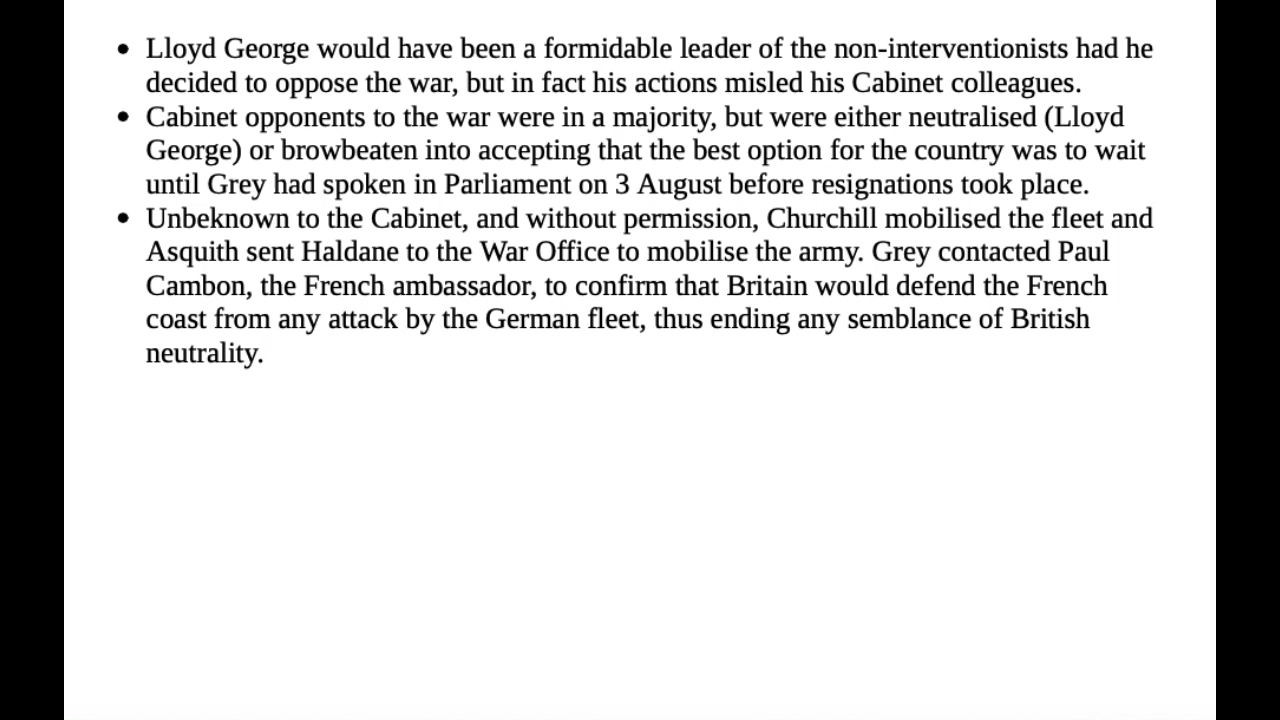 • Lloyd George would have been a formidable leader of the non-interventionists had he
decided to oppose the war, but in fact his actions misled his Cabinet colleagues.
• Cabinet opponents to the war were in a majority, but were either neutralised (Lloyd
George) or browbeaten into accepting that the best option for the country was to wait
until Grey had spoken in Parliament on 3 August before resignations took place.
• Unbeknown to the Cabinet, and without permission, Churchill mobilised the fleet and
Asquith sent Haldane to the War Office to mobilise the army. Grey contacted Paul
Cambon, the French ambassador, to confirm that Britain would defend the French
coast from any attack by the German fleet, thus ending any semblance of British
neutrality.